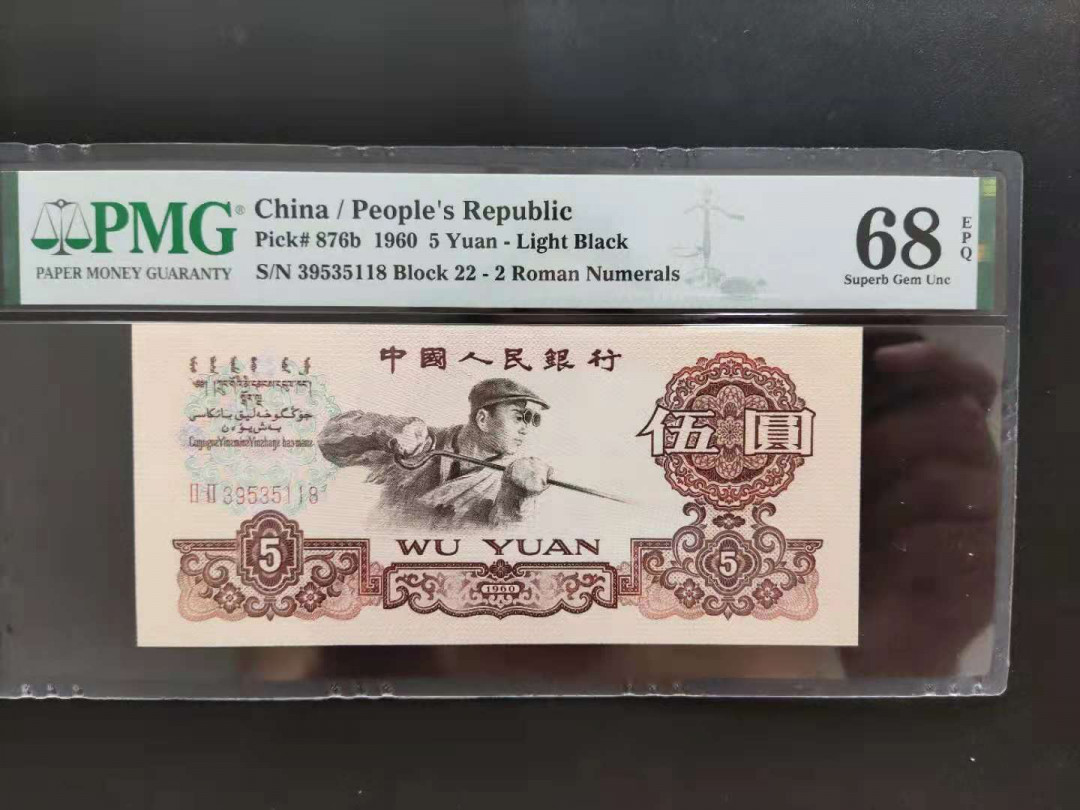 PMG®
PAPER MONEY GUARANTY
China / People's Republic
Pick# 876b 1960 5 Yuan - Light Black
S/N 39535118 Block 22 - 2 Roman Numerals
68
EPQ
Superb Gem Unc
中國人民銀行
伍圓
II II 39535118
WU YUAN
5
1960
5